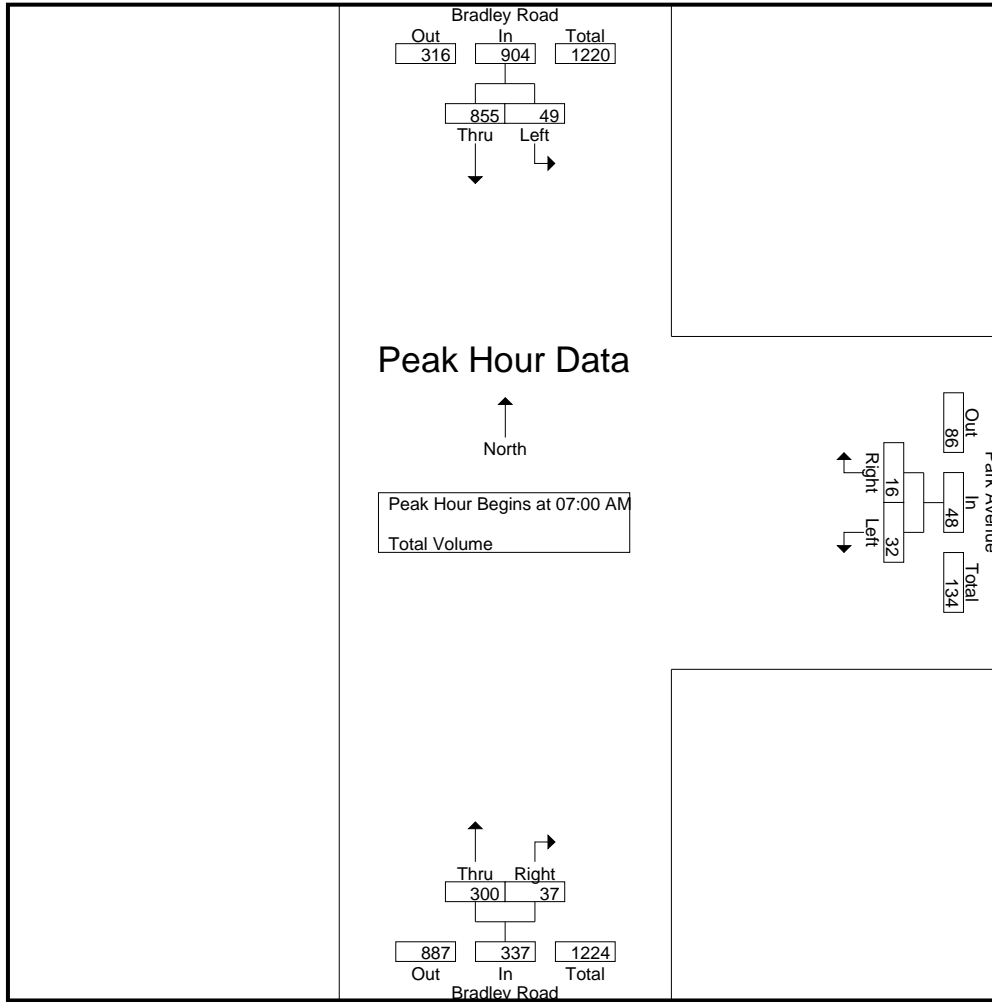 Bradley Road
Out In Total
316 904 1220
855 49
Thru Left
Peak Hour Data
North
Peak Hour Begins at 07:00 AM
Total Volume
Park Avenue
Out In Total
86 48 134
16 32
Right Left
Thru Right
300 37
887 337 1224
Out In Total
Bradley Road